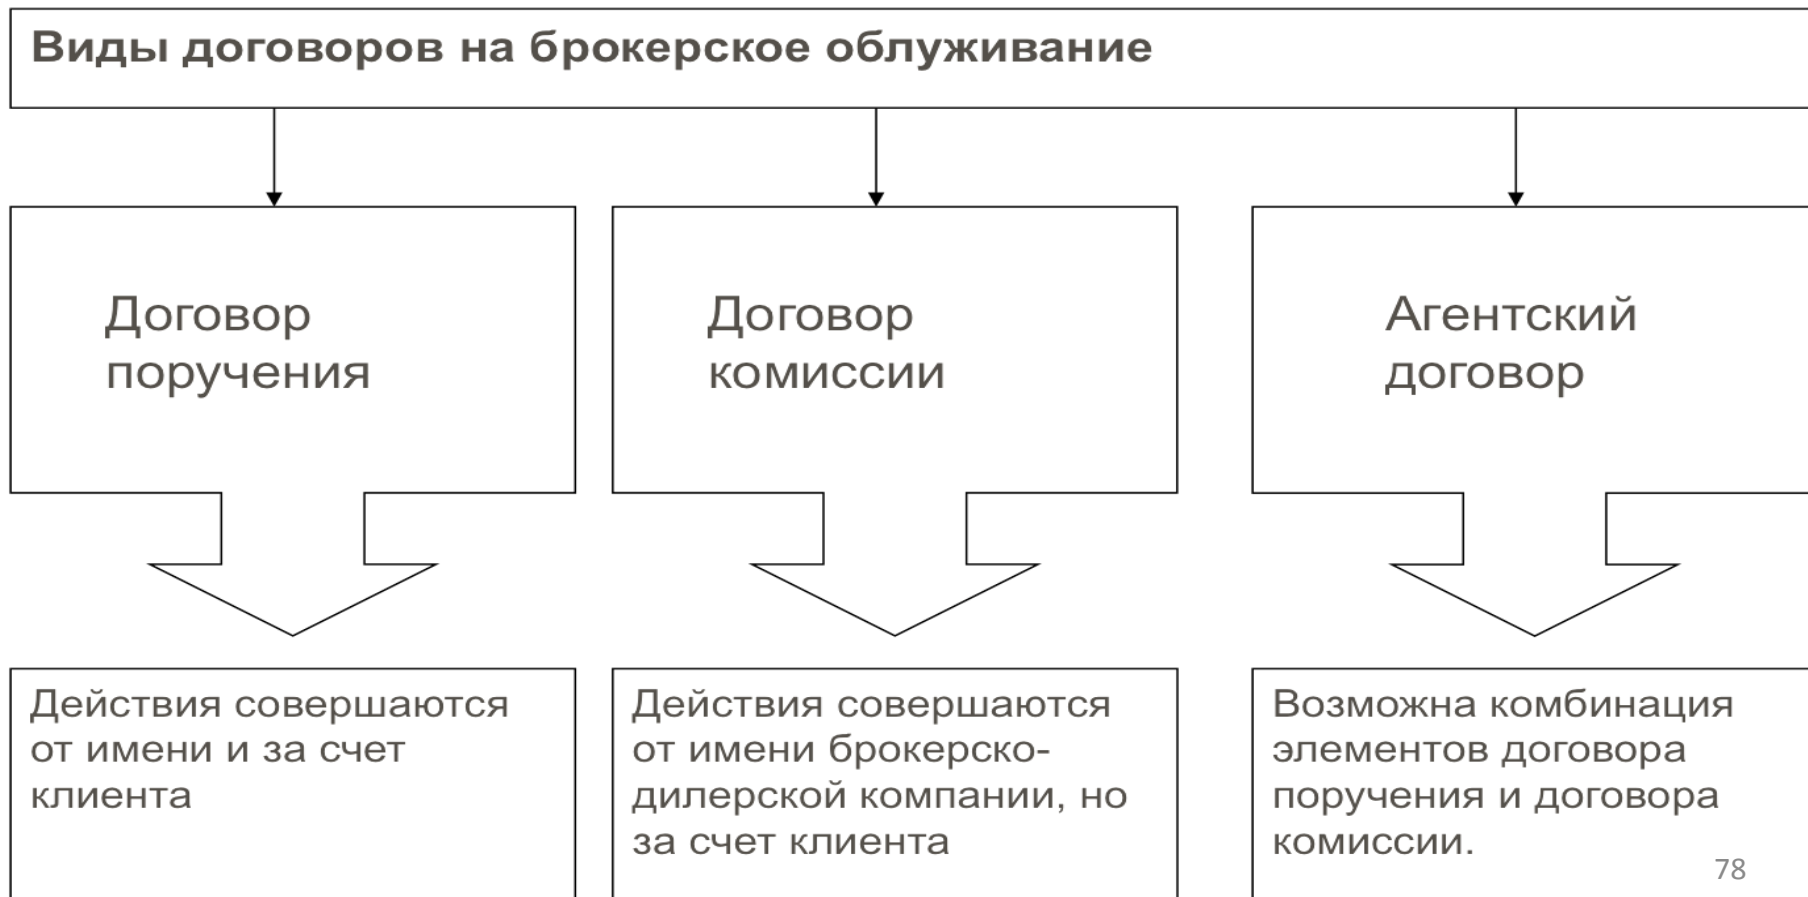 Виды договоров на брокерское облуживание
Договор
поручения
Договор
комиссии
Агентский
договор
Действия совершаются
от имени и за счет
клиента
Действия совершаются
от имени брокерско-
дилерской компании, но
за счет клиента
Возможна комбинация
элементов договора
поручения и договора
комиссии.
78